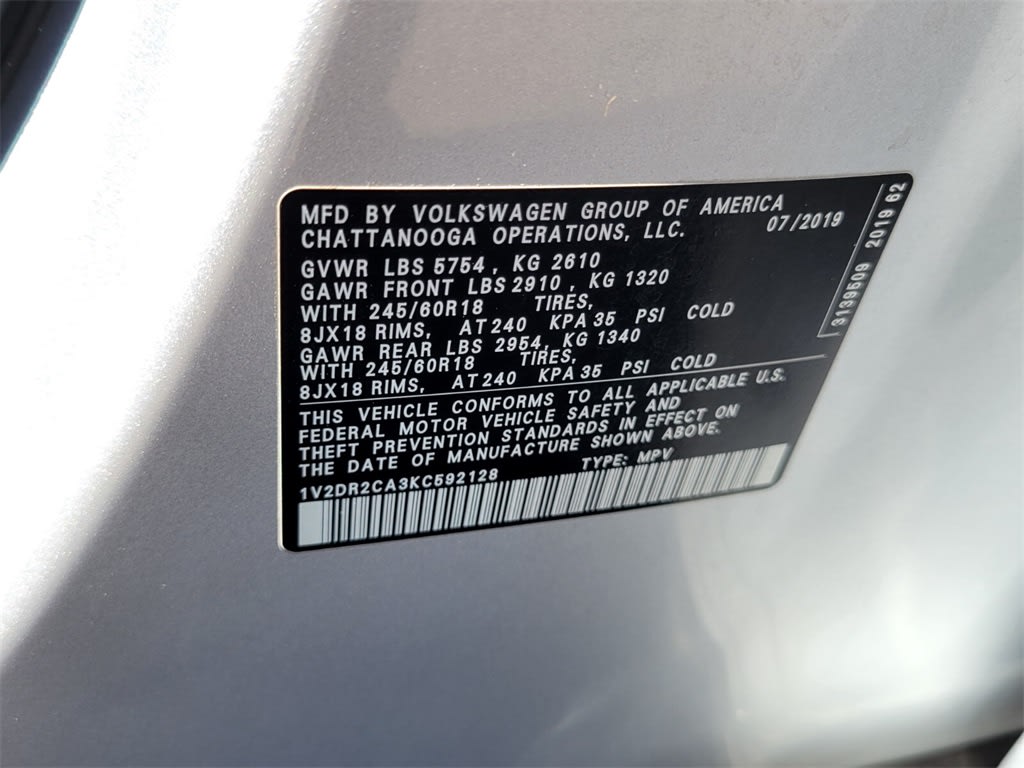 MFD BY VOLKSWAGEN GROUP OF AMERICA
CHATTANOOGA OPERATIONS, LLC. 07/2019
GVWR LBS 5754, KG 2610
GAWR FRONT LBS 2910, KG 1320
WITH 245/60R18 TIRES,
8JX18 RIMS, AT 240 KPA 35 PSI COLD
GAWR REAR LBS 2954, KG 1340
WITH 245/60R18 TIRES,
8JX18 RIMS, AT 240 KPA 35 PSI COLD
THIS VEHICLE CONFORMS TO ALL APPLICABLE U.S.
FEDERAL MOTOR VEHICLE SAFETY AND
THEFT PREVENTION STANDARDS IN EFFECT ON
THE DATE OF MANUFACTURE SHOWN ABOVE.
1V2DR2CA3KC592128 TYPE: MPV
3139509 2019 62